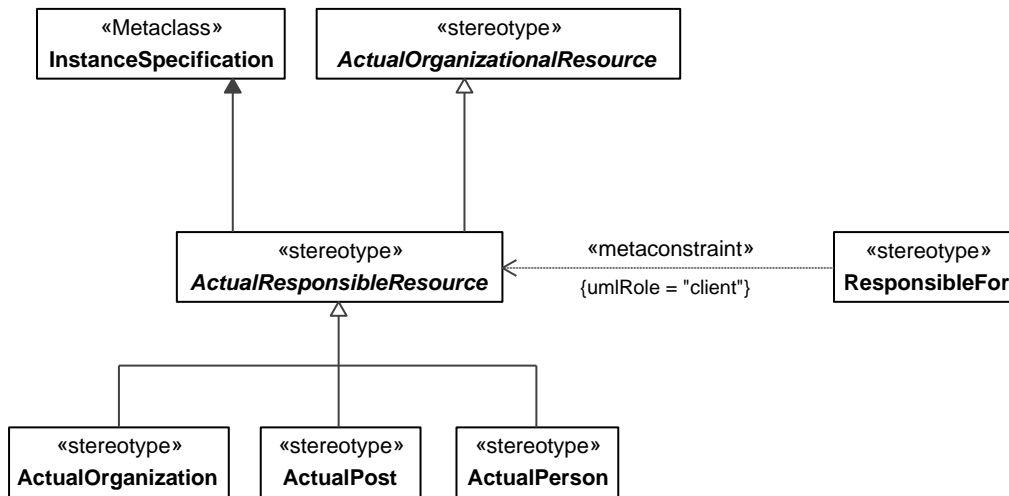 «Metaclass»
InstanceSpecification
«stereotype»
ActualOrganizationalResource
«stereotype»
ActualResponsibleResource
«metaconstraint»
{umlRole = "client"}
«stereotype»
ResponsibleFor
«stereotype»
ActualOrganization
«stereotype»
ActualPost
«stereotype»
ActualPerson